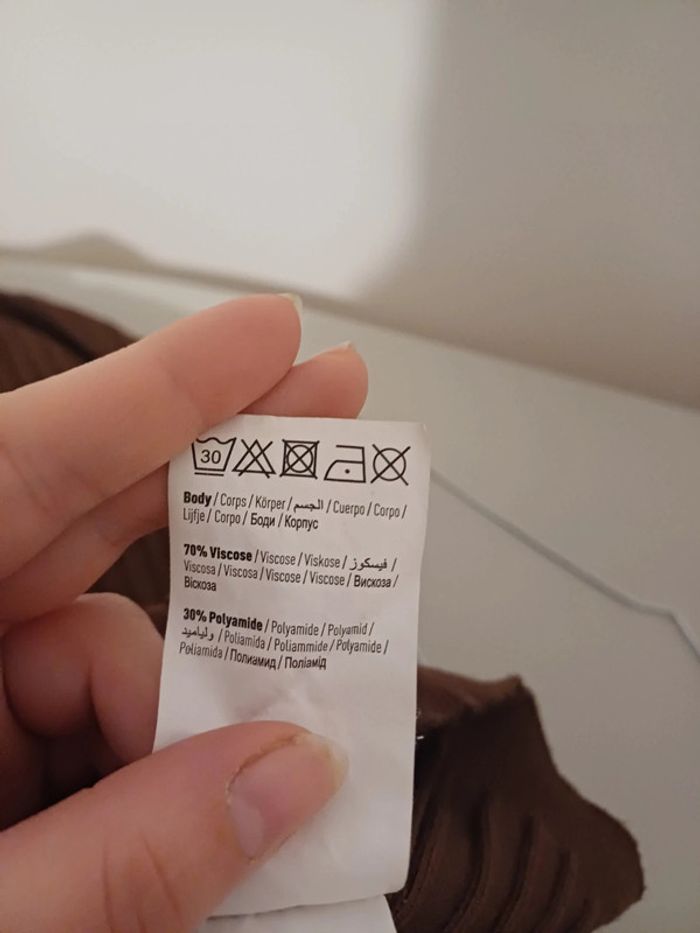 30
Body / Corps / Körper / الجسم / Cuerpo / Corpo /
Lijfje / Corpo / Боди / Корпус
70% Viscose / Viscose / Viskose / فيسكوز /
Viscosa / Viscosa / Viscose / Viscose / Вискоза /
Віскоза
30% Polyamide / Polyamide / Polyamid /
ولياميد / Poliamida / Poliammide / Polyamide /
Poliamida / Полиамид / Поліамід